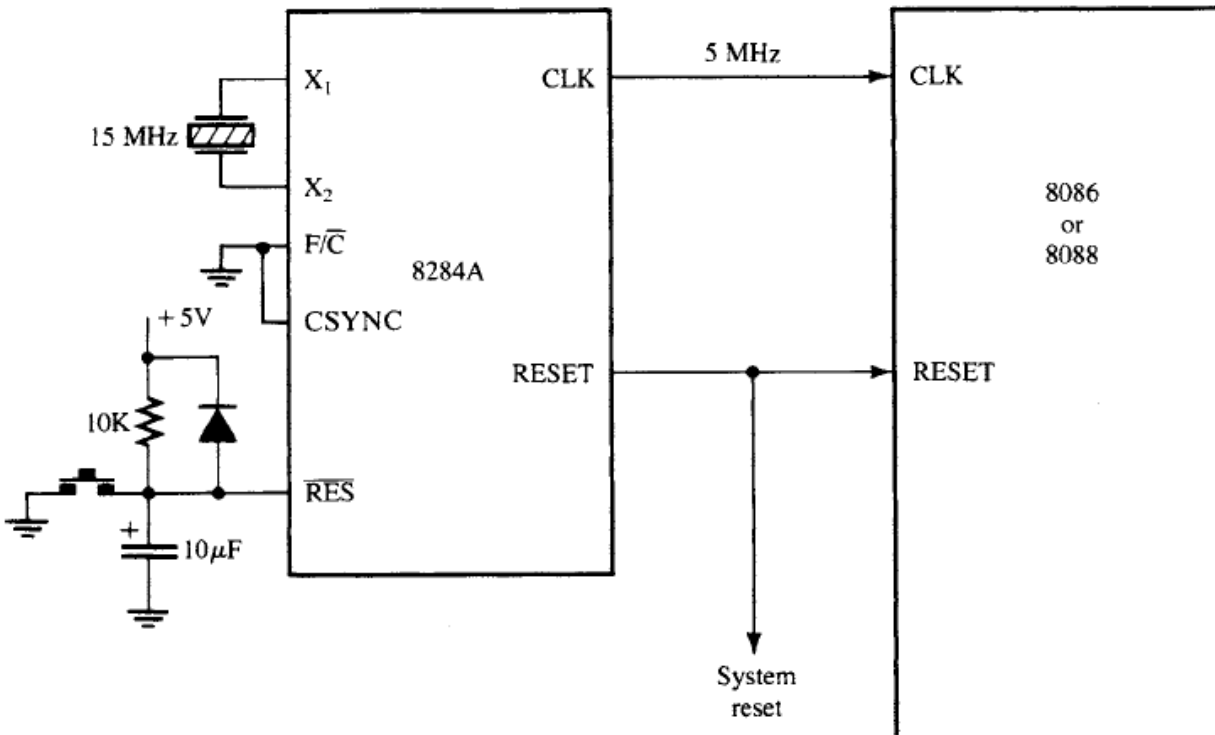 X₁
CLK
5 MHz
CLK
15 MHz
X₂
8086
or
8088
F/C̅
8284A
+5V
CSYNC
RESET
RESET
10K
R̅E̅S̅
+
10μF
System
reset